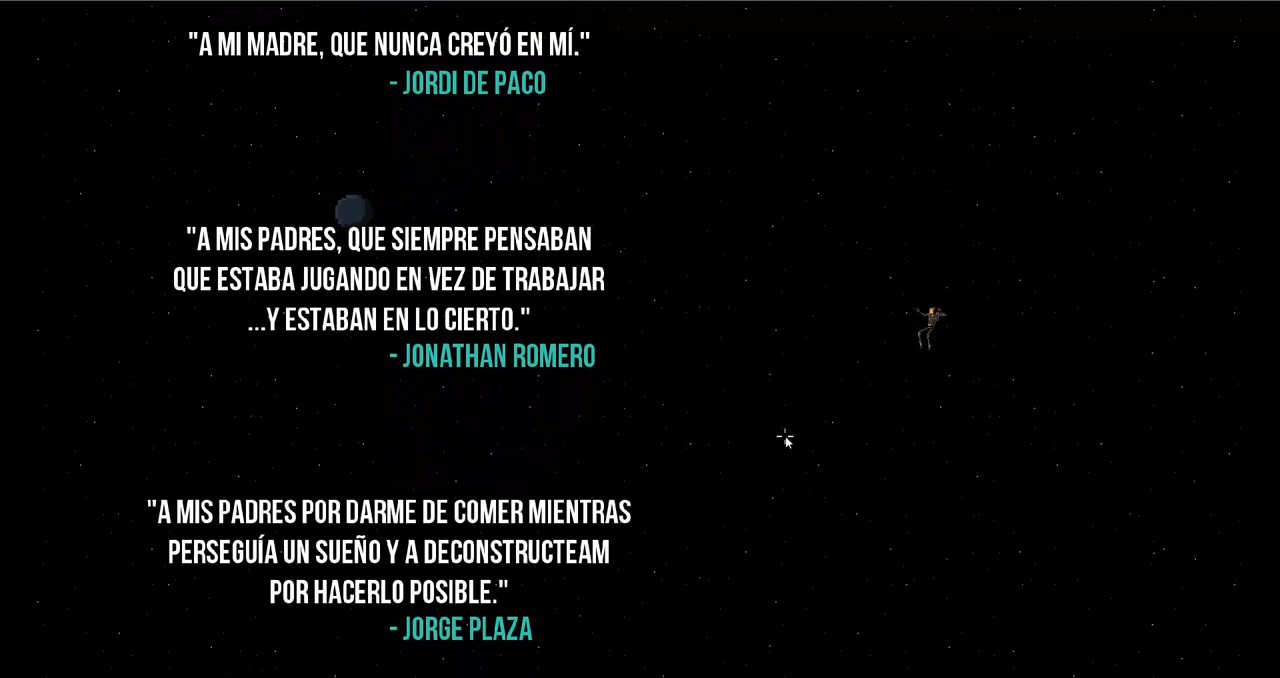 "A MI MADRE, QUE NUNCA CREYÓ EN MÍ."
- JORDI DE PACO
"A MIS PADRES, QUE SIEMPRE PENSABAN
QUE ESTABA JUGANDO EN VEZ DE TRABAJAR
...Y ESTABAN EN LO CIERTO."
- JONATHAN ROMERO
"A MIS PADRES POR DARME DE COMER MIENTRAS
PERSEGUÍA UN SUEÑO Y A DECONSTRUCTEAM
POR HACERLO POSIBLE."
- JORGE PLAZA